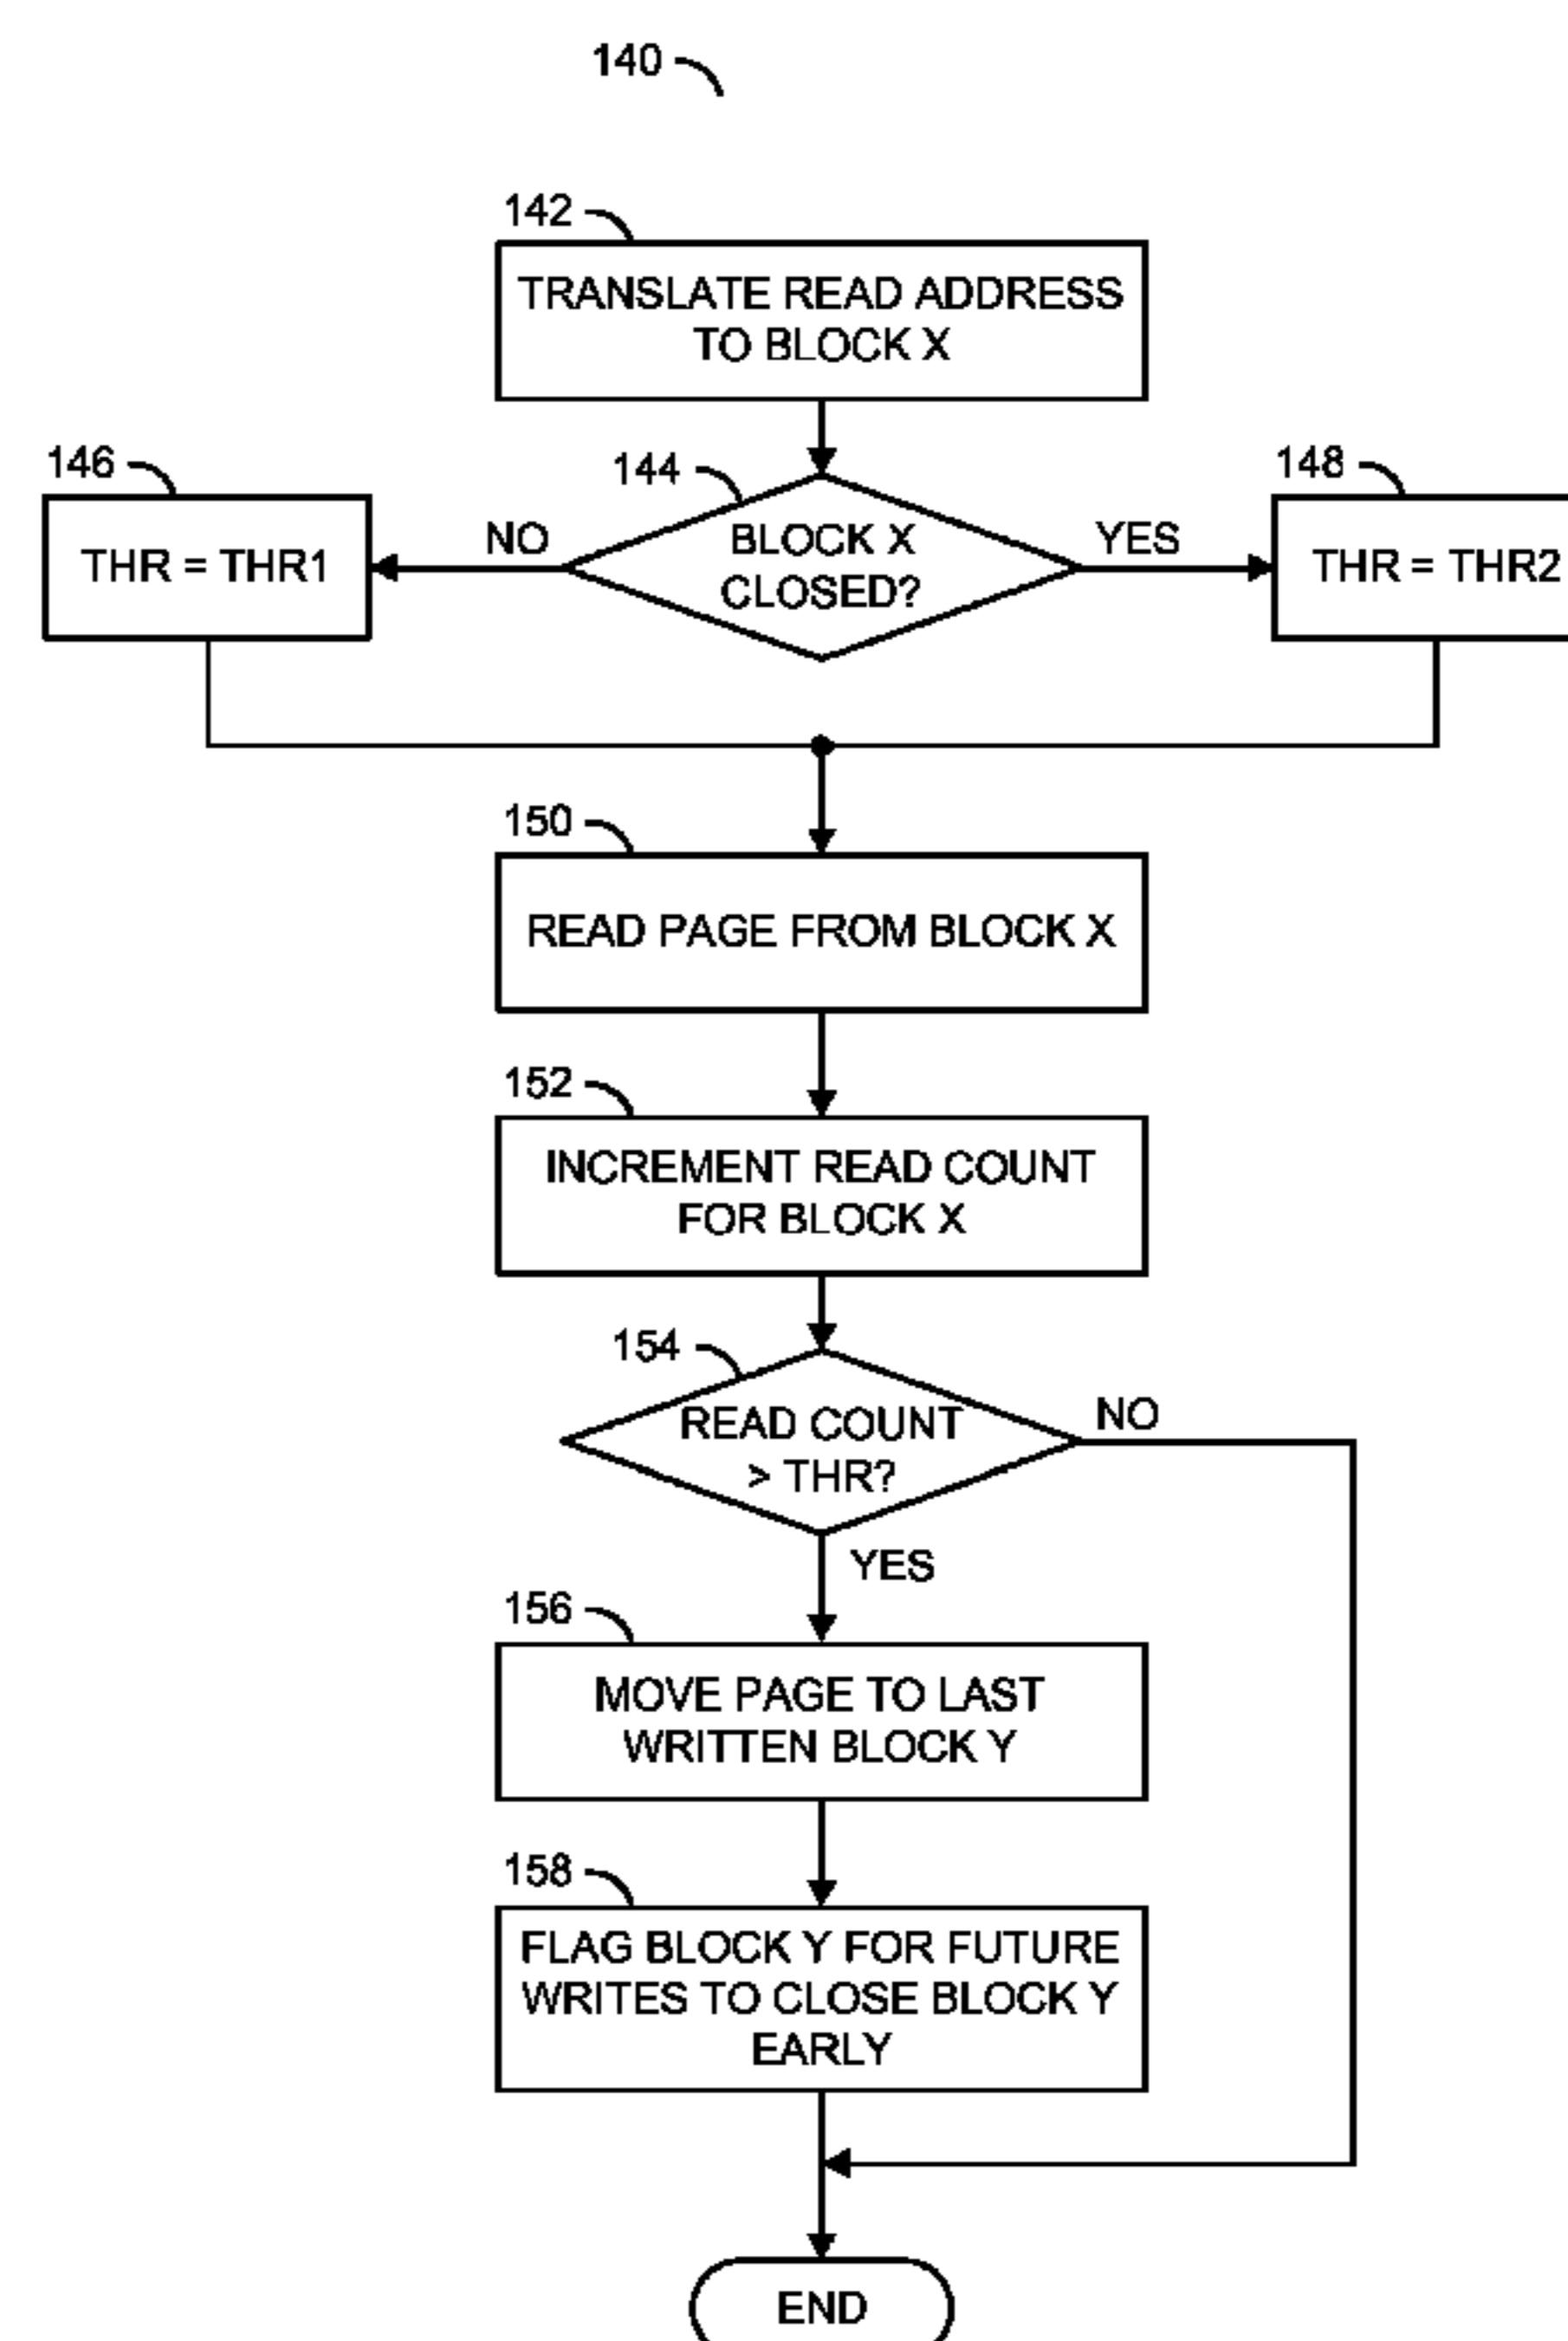 140
142
TRANSLATE READ ADDRESS
TO BLOCK X
146
144
148
THR = THR1
NO
BLOCK X
CLOSED?
YES
THR = THR2
150
READ PAGE FROM BLOCK X
152
INCREMENT READ COUNT
FOR BLOCK X
154
READ COUNT
> THR?
NO
YES
156
MOVE PAGE TO LAST
WRITTEN BLOCK Y
158
FLAG BLOCK Y FOR FUTURE
WRITES TO CLOSE BLOCK Y
EARLY
END